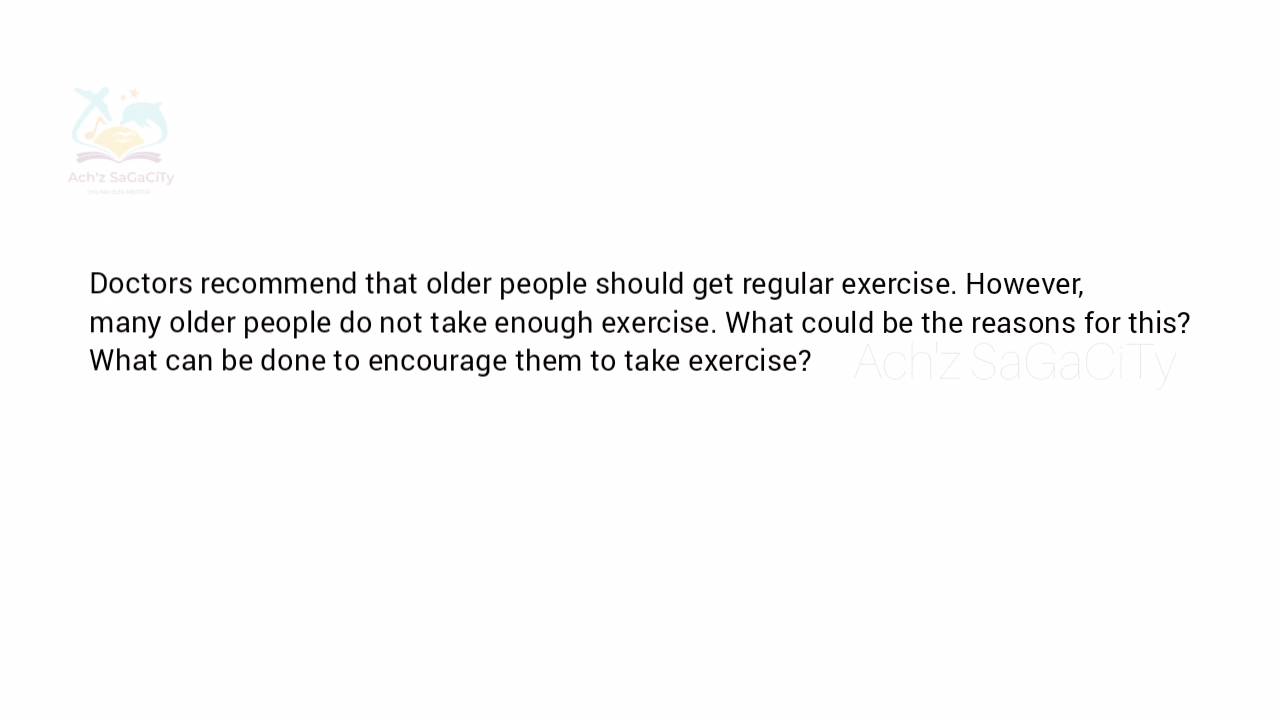 Ach'z SaGaCiTy
Doctors recommend that older people should get regular exercise. However,
many older people do not take enough exercise. What could be the reasons for this?
What can be done to encourage them to take exercise?
Ach'z SaGaCiTy